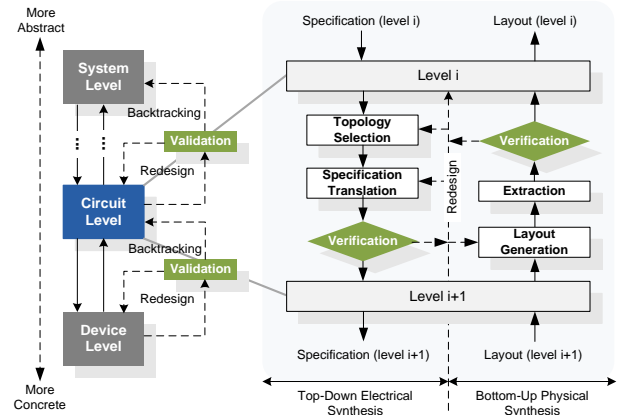 More
Abstract
Specification (level i)
Layout (level i)
System
Level
Level i
Backtracking
Topology
Selection
Validation
Verification
Redesign
Specification
Translation
Redesign
Extraction
Circuit
Level
Verification
Layout
Generation
Backtracking
Validation
Redesign
Level i+1
Device
Level
Specification (level i+1)
Layout (level i+1)
More
Concrete
Top-Down Electrical
Synthesis
Bottom-Up Physical
Synthesis